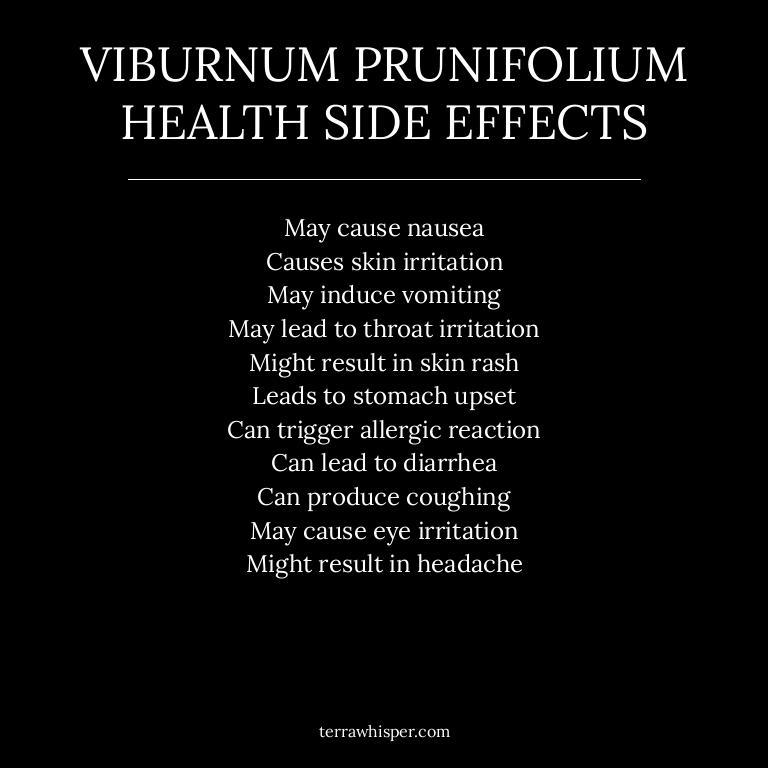 VIBURNUM PRUNIFOLIUM
HEALTH SIDE EFFECTS
May cause nausea
Causes skin irritation
May induce vomiting
May lead to throat irritation
Might result in skin rash
Leads to stomach upset
Can trigger allergic reaction
Can lead to diarrhea
Can produce coughing
May cause eye irritation
Might result in headache
terrawhisper.com